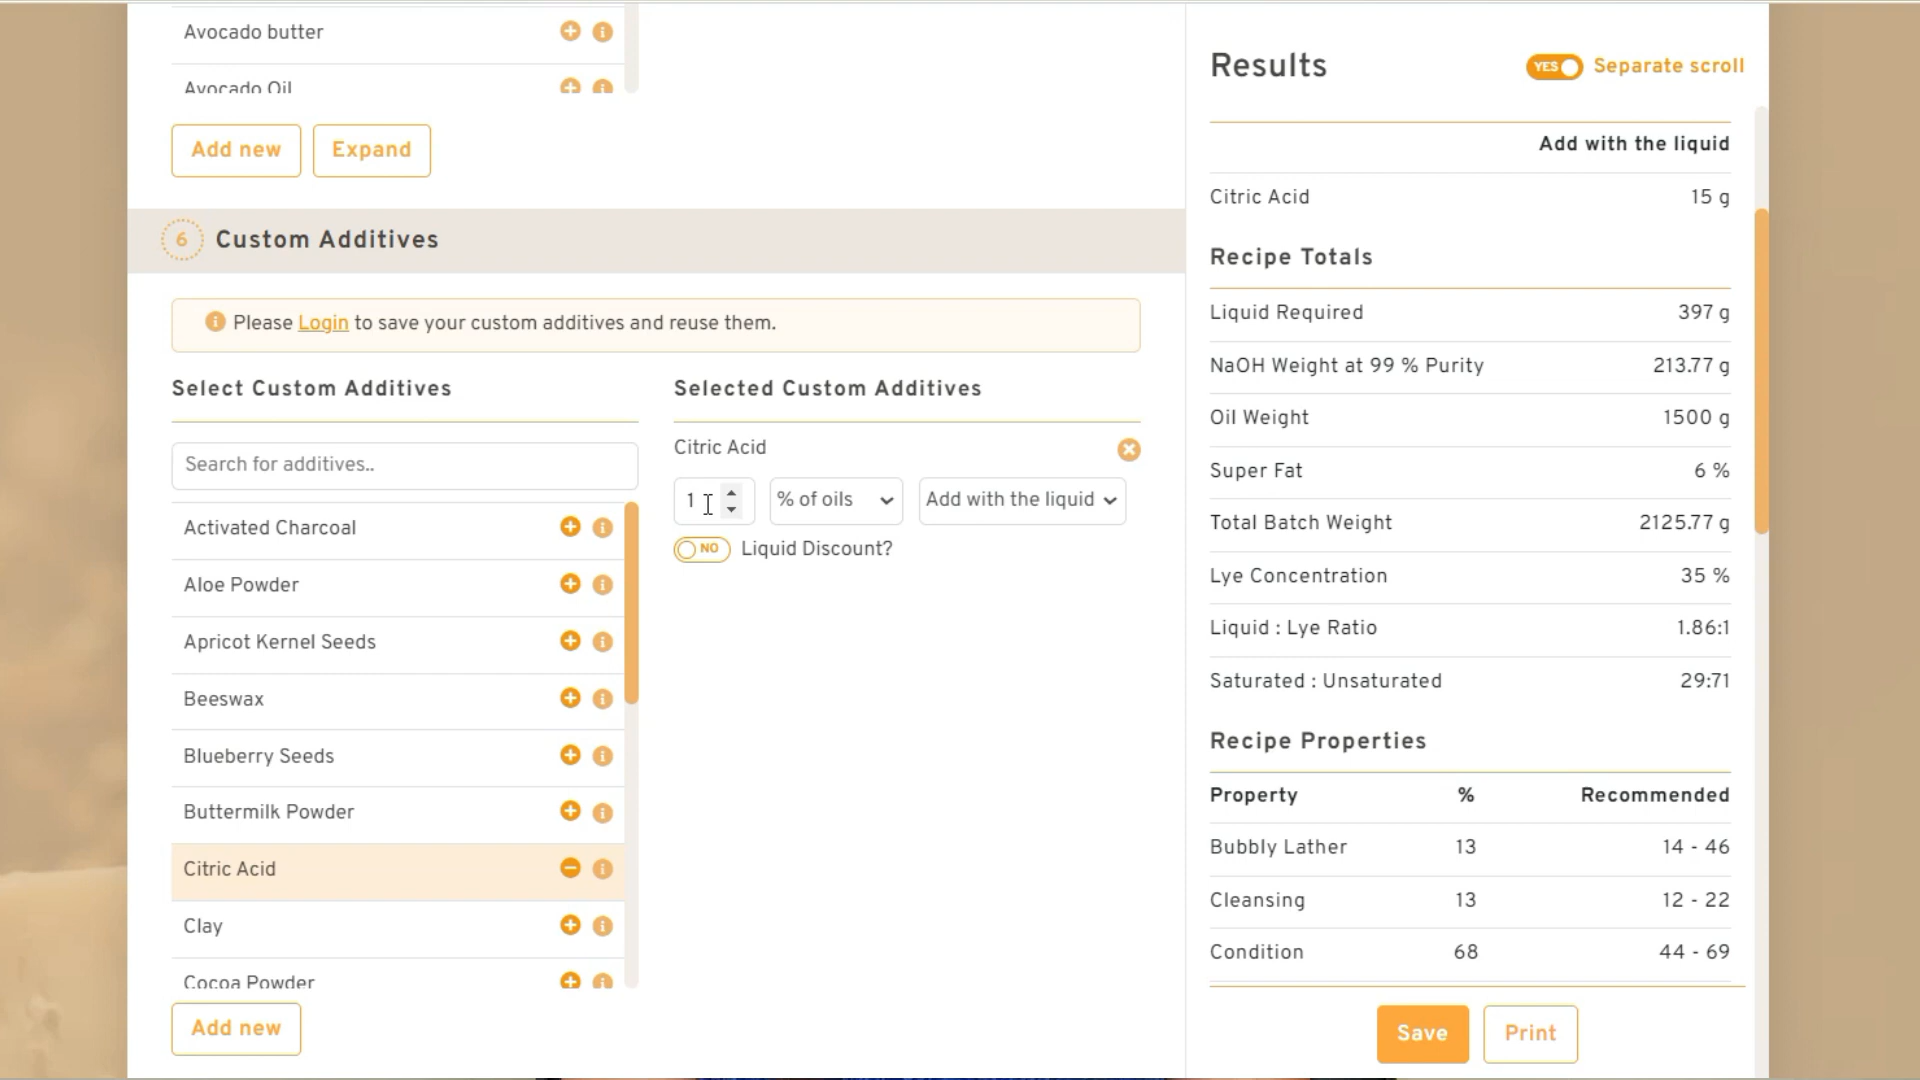 Avocado butter
Avocado Oil
Add new
Expand
6
Custom Additives
Please Login to save your custom additives and reuse them.
Select Custom Additives
Search for additives..
Activated Charcoal
Aloe Powder
Apricot Kernel Seeds
Beeswax
Blueberry Seeds
Buttermilk Powder
Citric Acid
Clay
Cocoa Powder
Add new
Selected Custom Additives
Citric Acid
1
% of oils
Add with the liquid
NO
Liquid Discount?
Results
YES
Separate scroll
Add with the liquid
Citric Acid 15 g
Recipe Totals
Liquid Required 397 g
NaOH Weight at 99 % Purity 213.77 g
Oil Weight 1500 g
Super Fat 6 %
Total Batch Weight 2125.77 g
Lye Concentration 35 %
Liquid : Lye Ratio 1.86:1
Saturated : Unsaturated 29:71
Recipe Properties
Property % Recommended
Bubbly Lather 13 14 - 46
Cleansing 13 12 - 22
Condition 68 44 - 69
Save
Print